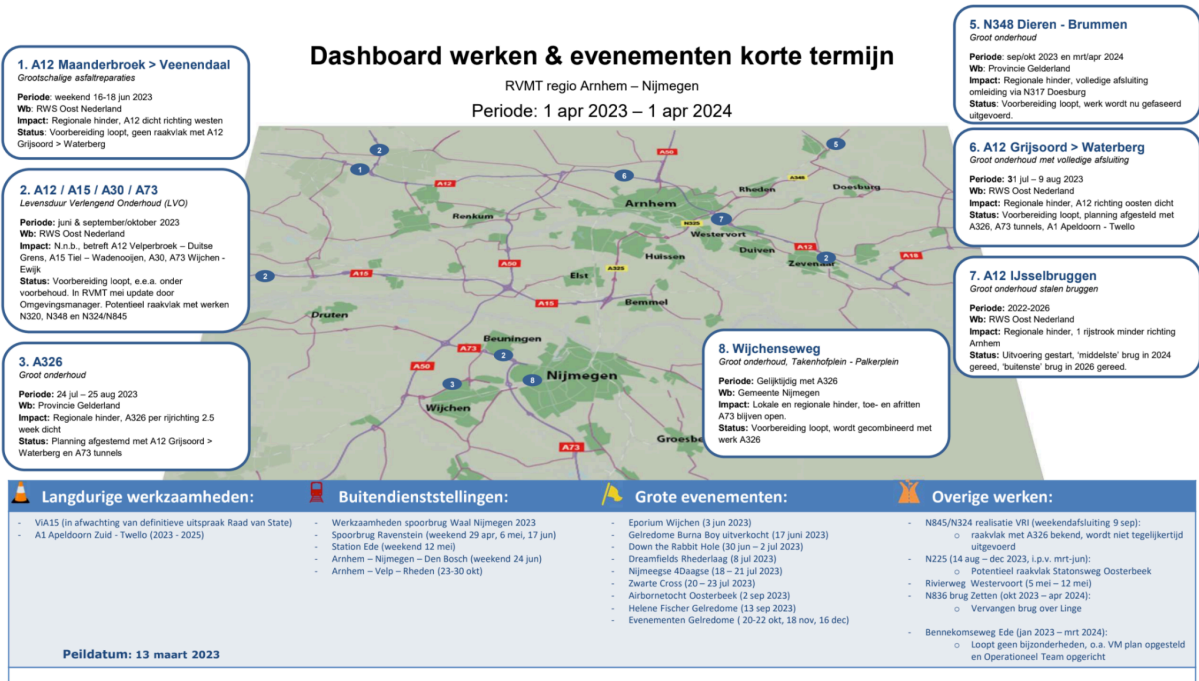 Dashboard werken & evenementen korte termijn
RVMT regio Arnhem – Nijmegen
Periode: 1 apr 2023 – 1 apr 2024
1. A12 Maanderbroek > Veenendaal
Grootschalige asfaltreparaties
Periode: weekend 16-18 jun 2023
Wb: RWS Oost Nederland
Impact: Regionale hinder, A12 dicht richting westen
Status: Voorbereiding loopt, geen raakvlak met A12
Grijsoord > Waterberg
2. A12 / A15 / A30 / A73
Levensduur Verlengend Onderhoud (LVO)
Periode: juni & september/oktober 2023
Wb: RWS Oost Nederland
Impact: N.n.b., betreft A12 Velperbroek – Duitse
Grens, A15 Tiel – Wadenooijen, A30, A73 Wijchen -
Ewijk
Status: Voorbereiding loopt, e.e.a. onder
voorbehoud. In RVMT mei update door
Omgevingsmanager. Potentieel raakvlak met werken
N320, N348 en N324/N845
3. A326
Groot onderhoud
Periode: 24 jul – 25 aug 2023
Wb: Provincie Gelderland
Impact: Regionale hinder, A326 per rijrichting 2.5
week dicht
Status: Planning afgestemd met A12 Grijsoord >
Waterberg en A73 tunnels
5. N348 Dieren - Brummen
Groot onderhoud
Periode: sep/okt 2023 en mrt/apr 2024
Wb: Provincie Gelderland
Impact: Regionale hinder, volledige afsluiting
omleiding via N317 Doesburg
Status: Voorbereiding loopt, werk wordt nu gefaseerd
uitgevoerd.
6. A12 Grijsoord > Waterberg
Groot onderhoud met volledige afsluiting
Periode: 31 jul – 9 aug 2023
Wb: RWS Oost Nederland
Impact: Regionale hinder, A12 richting oosten dicht
Status: Voorbereiding loopt, planning afgesteld met
A326, A73 tunnels, A1 Apeldoorn - Twello
7. A12 IJsselbruggen
Groot onderhoud stalen bruggen
Periode: 2022-2026
Wb: RWS Oost Nederland
Impact: Regionale hinder, 1 rijstrook minder richting
Arnhem
Status: Uitvoering gestart, 'middelste' brug in 2024
gereed, 'buitenste' brug in 2026 gereed.
8. Wijchenseweg
Groot onderhoud, Takenhofplein - Palkerplein
Periode: Gelijktijdig met A326
Wb: Gemeente Nijmegen
Impact: Lokale en regionale hinder, toe- en afritten
A73 blijven open.
Status: Voorbereiding loopt, wordt gecombineerd met
werk A326
2
1
A12
A50
5
6
A348
Rheden
Doesburg
Arnhem
Renkum
N325
7
Westervort
Huissen
Duiven
A12
2
Zevenaar
A18
2
A15
A50
Elst
A325
A15
Bemmel
Druten
Beuningen
A73
2
A50
3
8
Nijmegen
Wijchen
Groesbe
A73
Langdurige werkzaamheden:
- ViA15 (in afwachting van definitieve uitspraak Raad van State)
- A1 Apeldoorn Zuid - Twello (2023 - 2025)
Buitendienststellingen:
- Werkzaamheden spoorbrug Waal Nijmegen 2023
- Spoorbrug Ravenstein (weekend 29 apr, 6 mei, 17 jun)
- Station Ede (weekend 12 mei)
- Arnhem – Nijmegen – Den Bosch (weekend 24 jun)
- Arnhem – Velp – Rheden (23-30 okt)
Grote evenementen:
- Eporium Wijchen (3 jun 2023)
- Gelredome Burna Boy uitverkocht (17 juni 2023)
- Down the Rabbit Hole (30 jun – 2 jul 2023)
- Dreamfields Rhederlaag (8 jul 2023)
- Nijmeegse 4Daagse (18 – 21 jul 2023)
- Zwarte Cross (20 – 23 jul 2023)
- Airbornetocht Oosterbeek (2 sep 2023)
- Helene Fischer Gelredome (13 sep 2023)
- Evenementen Gelredome ( 20-22 okt, 18 nov, 16 dec)
Overige werken:
- N845/N324 realisatie VRI (weekendafsluiting 9 sep):
o raakvlak met A326 bekend, wordt niet tegelijkertijd
uitgevoerd
- N225 (14 aug – dec 2023, i.p.v. mrt-jun):
o Potentieel raakvlak Statonsweg Oosterbeek
- Rivierweg Westervoort (5 mei – 12 mei)
- N836 brug Zetten (okt 2023 – apr 2024):
o Vervangen brug over Linge
- Bennekomseweg Ede (jan 2023 – mrt 2024):
o Loopt geen bijzonderheden, o.a. VM plan opgesteld
en Operationeel Team opgericht
Peildatum: 13 maart 2023